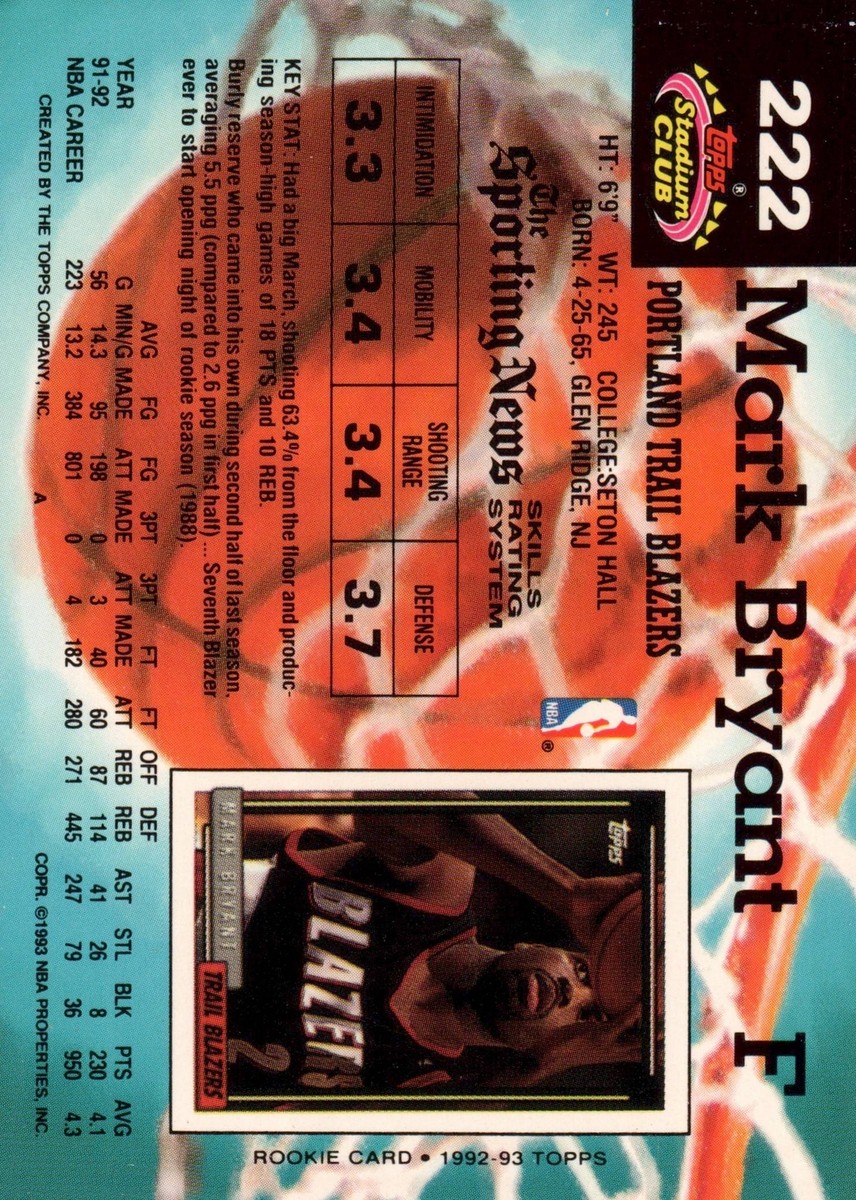 222
Mark Bryant F
topps®
Stadium
CLUB
PORTLAND TRAIL BLAZERS
HT: 6'9" WT: 245 COLLEGE: SETON HALL
BORN: 4-25-65, GLEN RIDGE, NJ
The Sporting News
SKILLS
RATING
SYSTEM
NBA ®
INTIMIDATION MOBILITY SHOOTING RANGE DEFENSE
3.3 3.4 3.4 3.7
KEY STAT: Had a big March, shooting 63.4% from the floor and produc-
ing season-high games of 18 PTS and 10 REB.
Burly reserve who came into his own during second half of last season,
averaging 5.5 ppg (compared to 2.6 ppg in first half) ... Seventh Blazer
ever to start opening night of rookie season (1988).
AVG FG FG 3PT 3PT FT FT OFF DEF
YEAR G MIN/G MADE ATT MADE ATT MADE ATT REB REB AST STL BLK PTS AVG
91-92 56 14.3 95 198 0 3 40 60 87 114 41 26 8 230 4.1
NBA CAREER 223 13.2 384 801 0 4 182 280 271 445 247 79 36 950 4.3
CREATED BY THE TOPPS COMPANY, INC. A COPR. ©1993 NBA PROPERTIES, INC.
topps
BLAZERS
2
MARK BRYANT
TRAIL BLAZERS
ROOKIE CARD • 1992-93 TOPPS